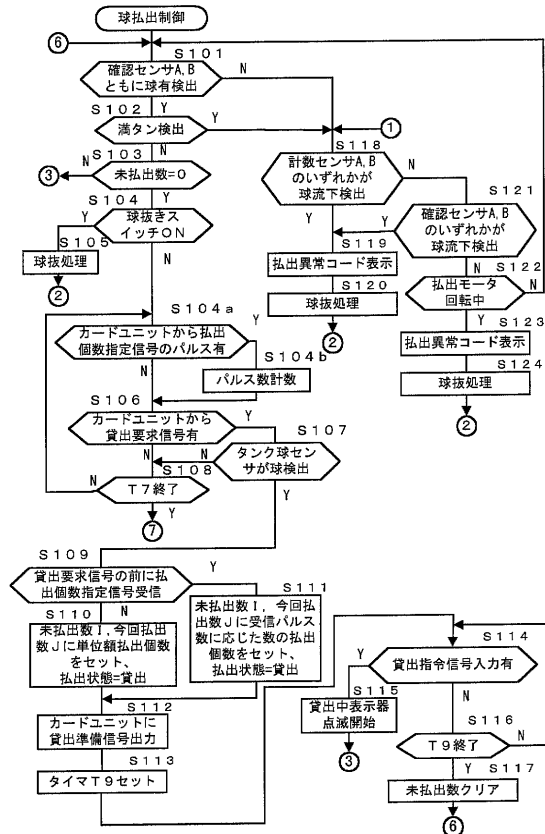 球払出制御
⑥
S101
確認センサA,B
ともに球有検出
N
Y
S102
満タン検出
Y
N
①
S103
未払出数=0
N
Y
③
S104
球抜きス
イッチON
Y
N
S105
球抜処理
②
S118
計数センサA,B
のいずれかが
球流下検出
N
Y
S119
払出異常コード表示
S120
球抜処理
②
S121
確認センサA,B
のいずれかが
球流下検出
Y
N
S122
払出モータ
回転中
N
Y
S123
払出異常コード表示
S124
球抜処理
②
S104a
カードユニットから払出
個数指定信号のパルス有
Y
N
S104b
パルス数計数
S106
カードユニットから
貸出要求信号有
Y
N
S107
タンク球セン
サが球検出
N
Y
S108
T7終了
N
Y
⑦
S109
貸出要求信号の前に払
出個数指定信号受信
Y
N
S110
未払出数I,今回払出
数Jに単位額払出個数
をセット、
払出状態=貸出
S111
未払出数I,今回払
出数Jに受信パルス
数に応じた数の払出
個数をセット、
払出状態=貸出
S112
カードユニットに
貸出準備信号出力
S113
タイマT9セット
S114
貸出指令信号入力有
Y
N
S115
貸出中表示器
点滅開始
③
S116
T9終了
N
Y
S117
未払出数クリア
⑥